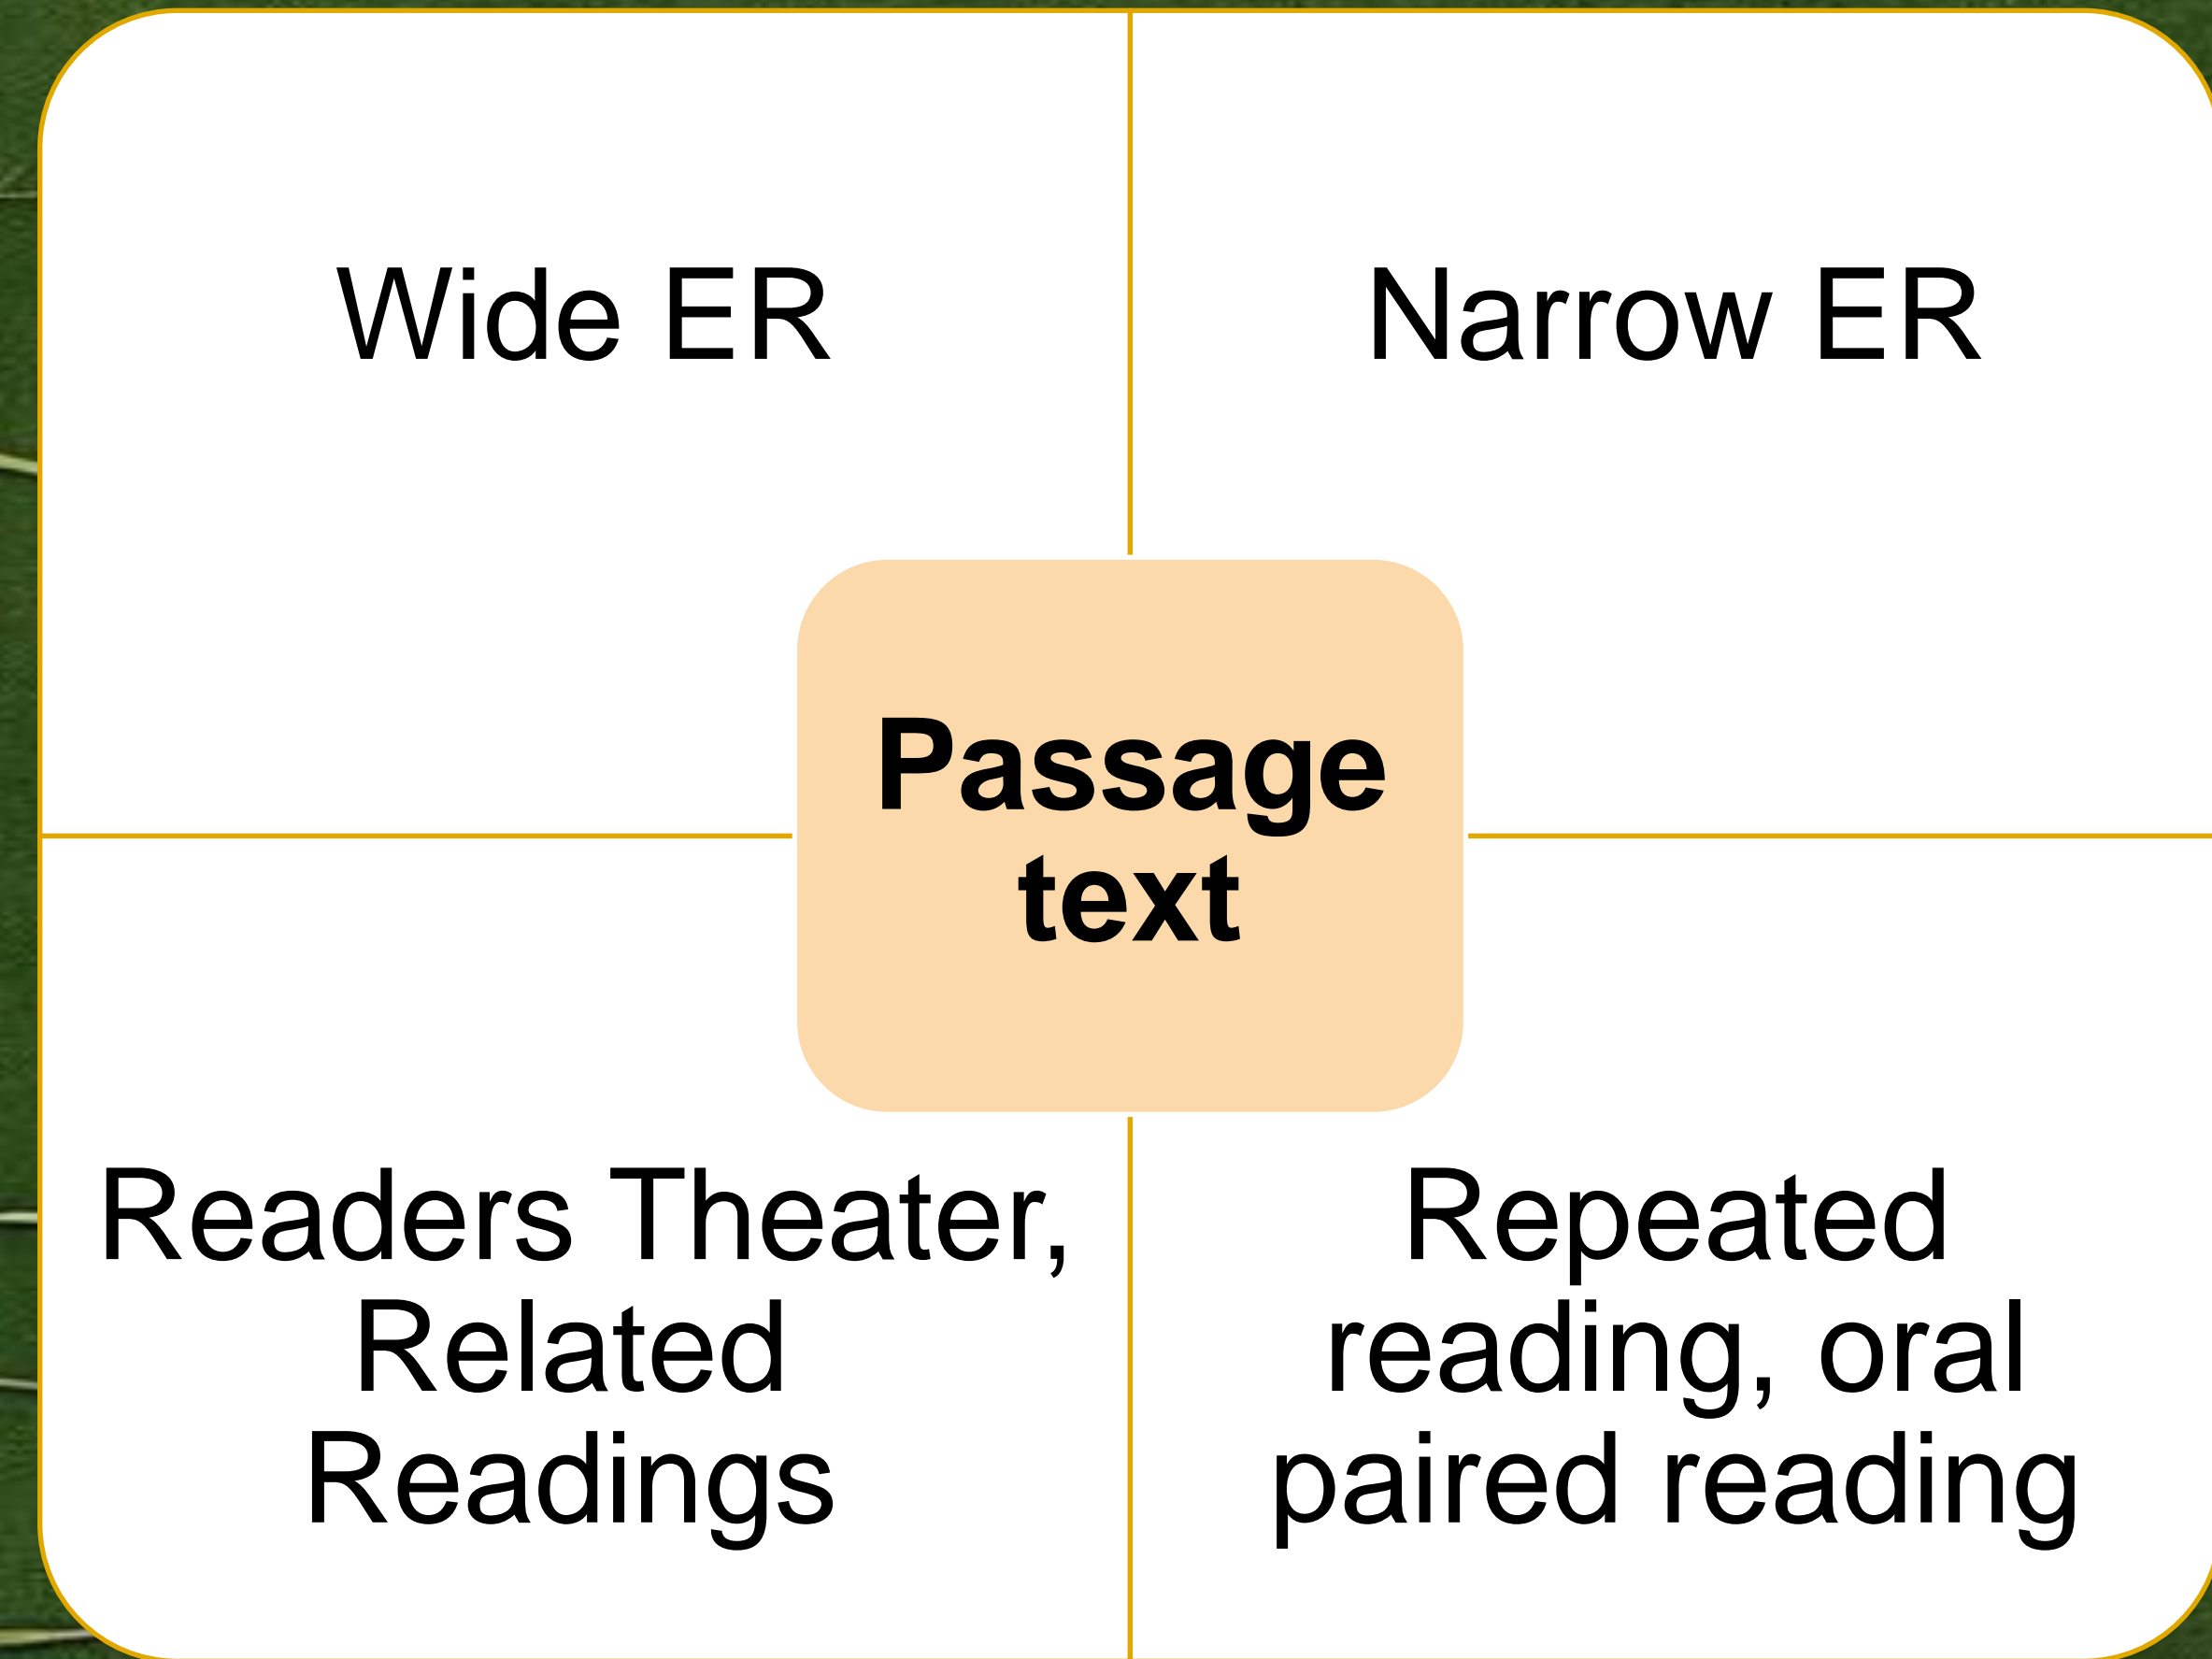 Wide ER
Narrow ER
Passage
text
Readers Theater,
Related
Readings
Repeated
reading, oral
paired reading